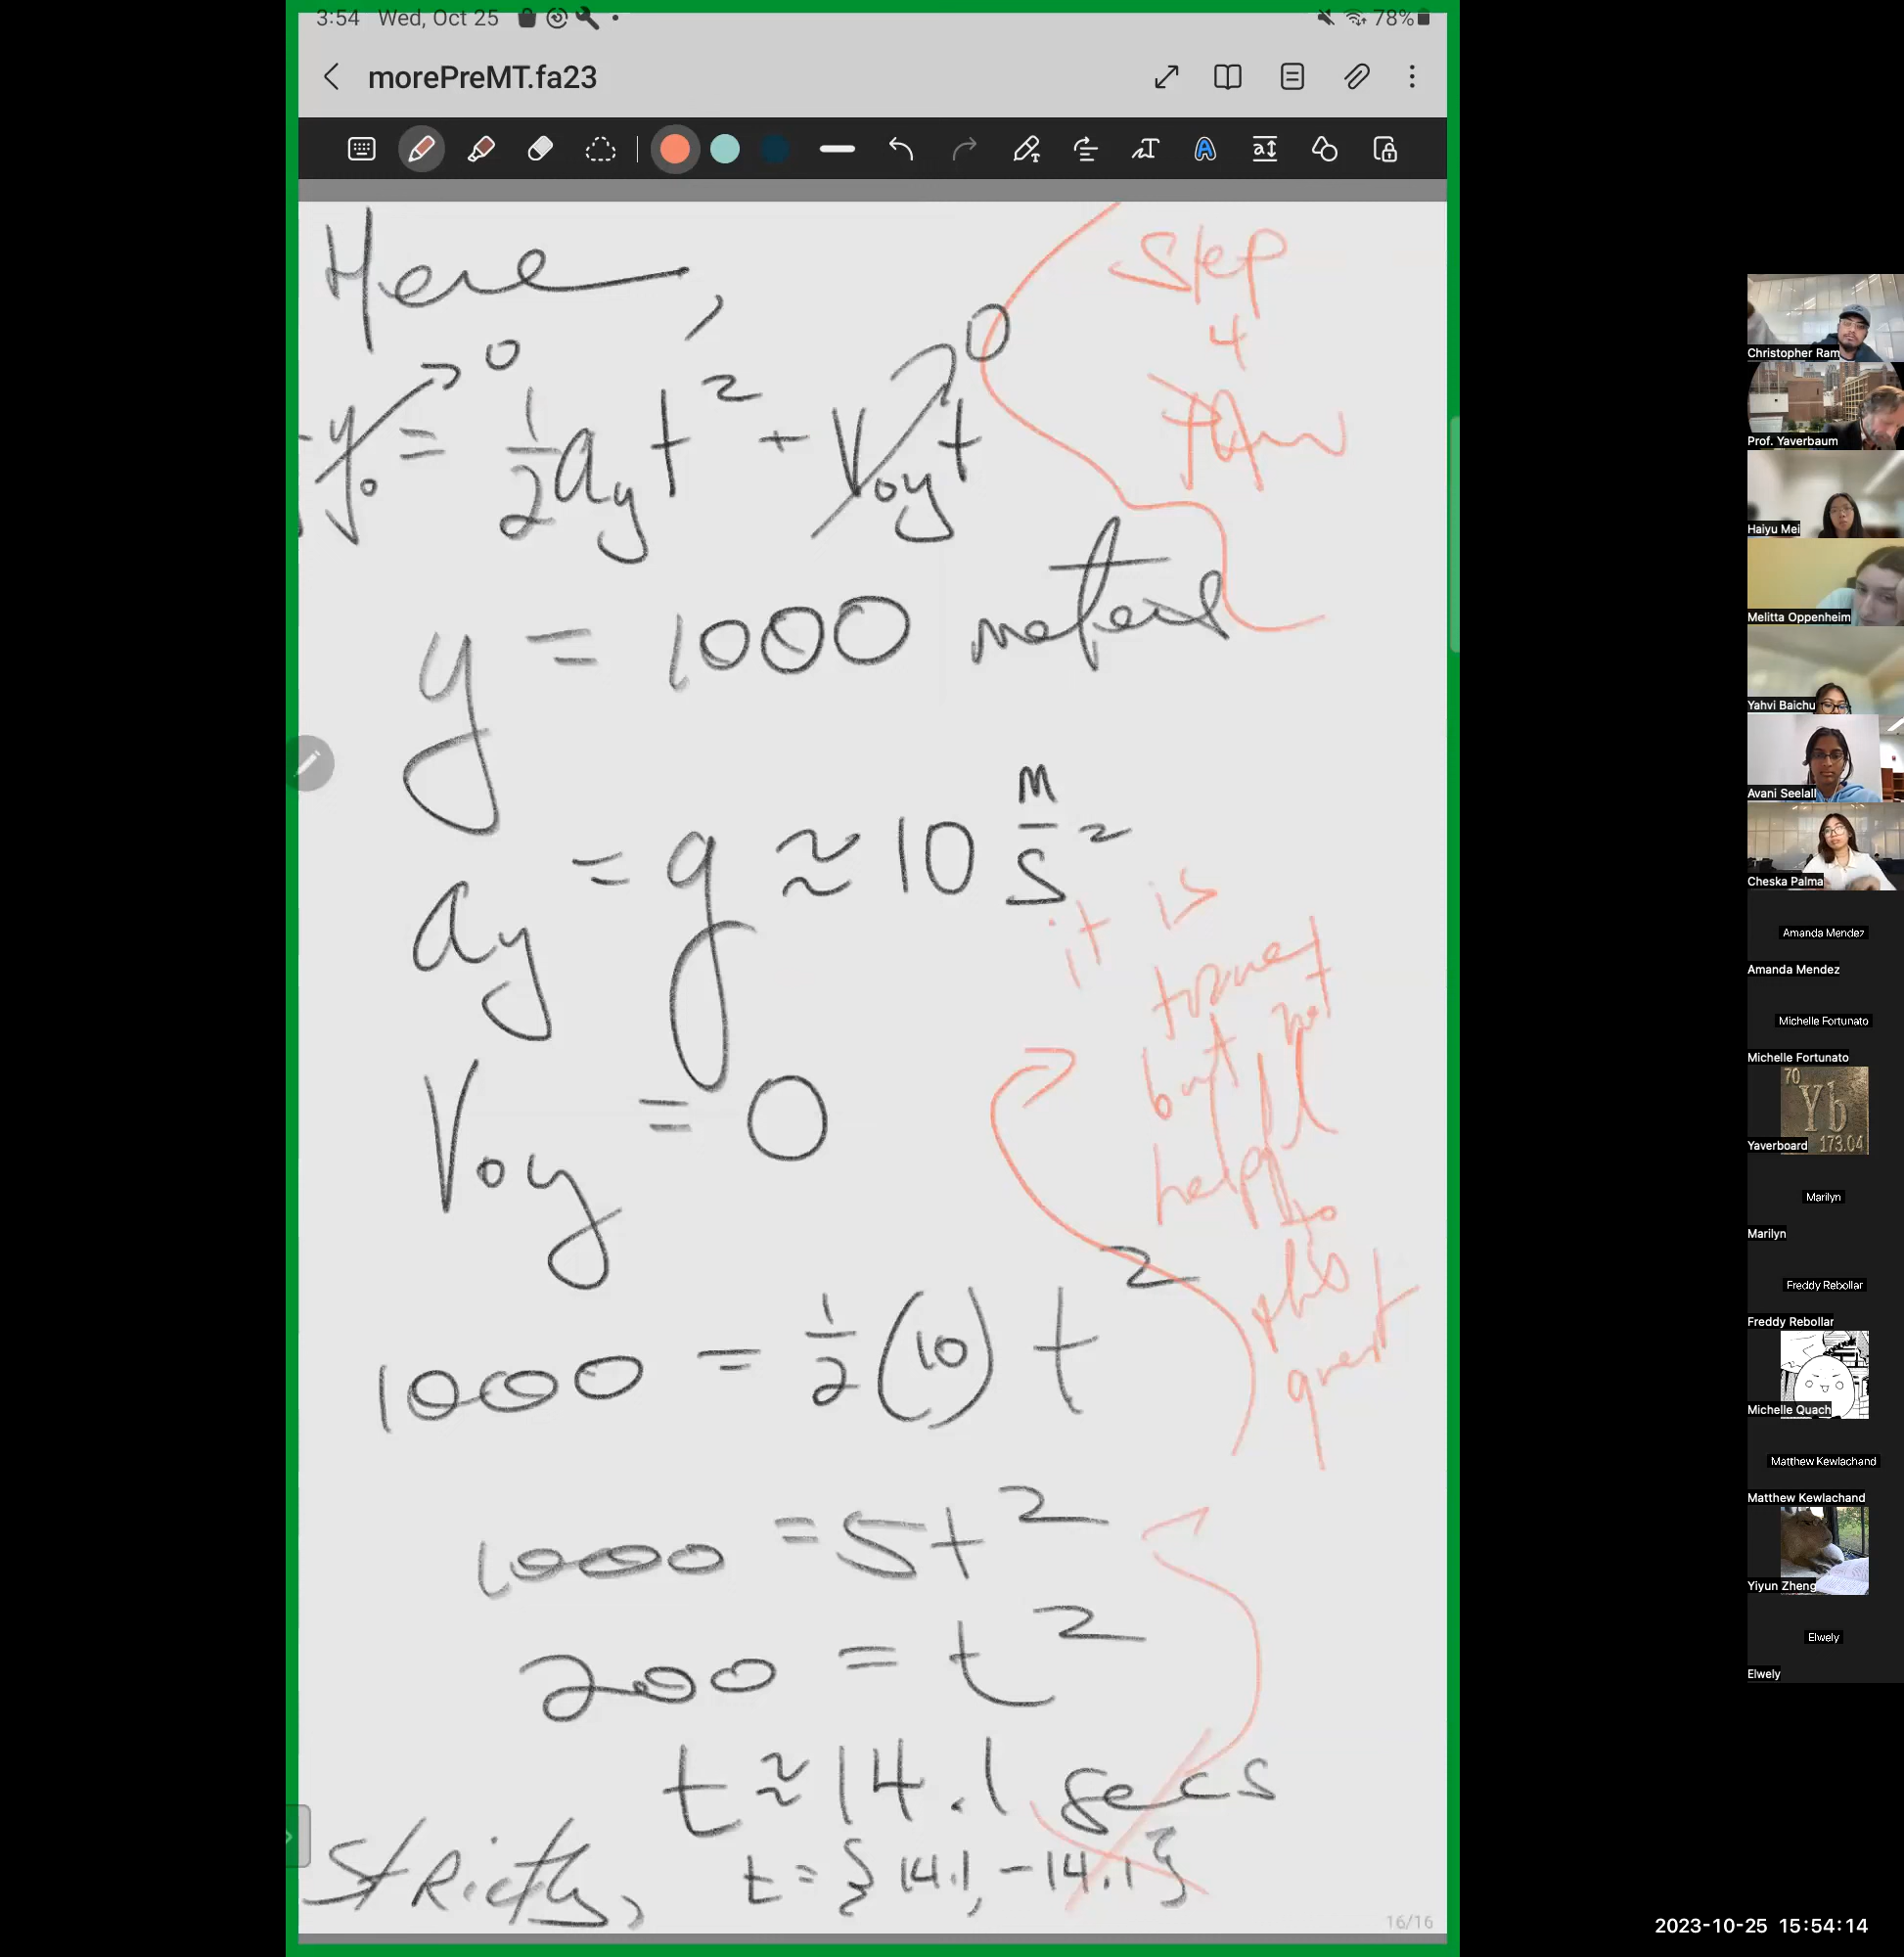 3:54 Wed, Oct 25
78%
morePreMT.fa23
Here,
Step
4
- y₀ = ½ a_y t² + V_oy t
0
0
y = 1000 meters
a_y = g ≈ 10 m/s²
it is
but not
helpful
to
this
V_oy = 0
1000 = ½ (10) t²
1000 = 5t²
200 = t²
t ≈ 14.1 secs
Strictly, t = {14.1, -14.1}
16/16
Christopher Ram
Prof. Yaverbaum
Haiyu Mei
Melitta Oppenheim
Yahvi Baichu
Avani Seelall
Cheska Palma
Amanda Mendez
Amanda Mendez
Michelle Fortunato
Michelle Fortunato
70
Yb
173.04
Yaverboard
Marilyn
Marilyn
Freddy Rebollar
Freddy Rebollar
Michelle Quach
Matthew Kewlachand
Matthew Kewlachand
Yiyun Zheng
Elwely
Elwely
2023-10-25 15:54:14